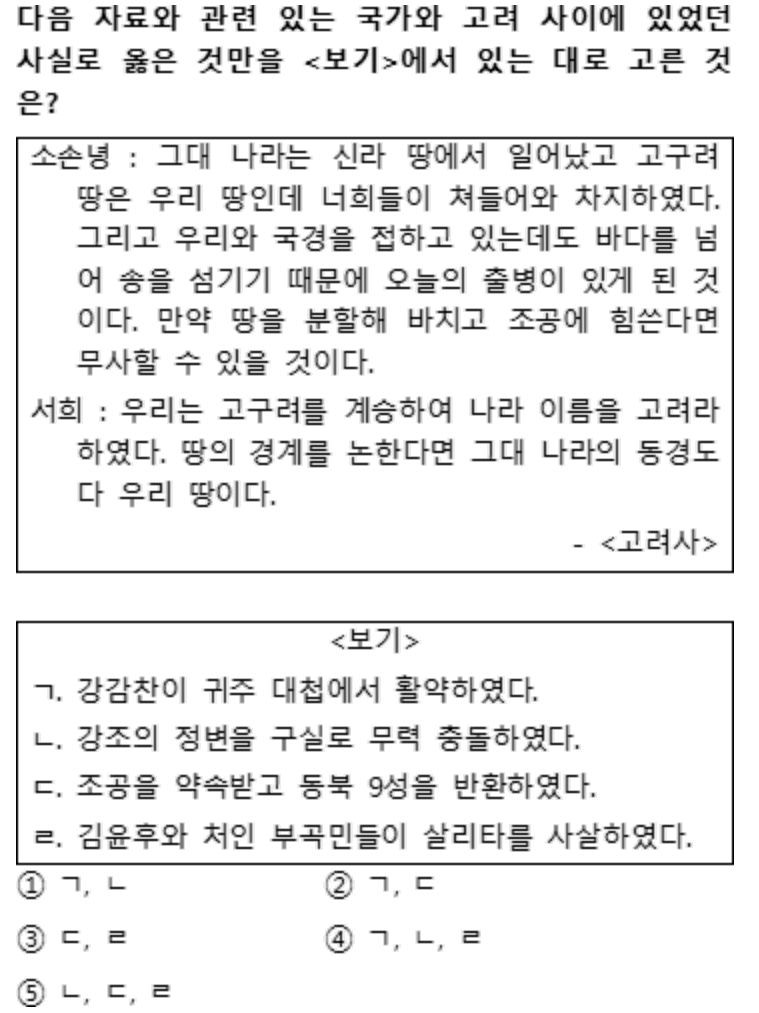 다음 자료와 관련 있는 국가와 고려 사이에 있었던
사실로 옳은 것만을 <보기>에서 있는 대로 고른 것
은?
소손녕 : 그대 나라는 신라 땅에서 일어났고 고구려
땅은 우리 땅인데 너희들이 쳐들어와 차지하였다.
그리고 우리와 국경을 접하고 있는데도 바다를 넘
어 송을 섬기기 때문에 오늘의 출병이 있게 된 것
이다. 만약 땅을 분할해 바치고 조공에 힘쓴다면
무사할 수 있을 것이다.
서희 : 우리는 고구려를 계승하여 나라 이름을 고려라
하였다. 땅의 경계를 논한다면 그대 나라의 동경도
다 우리 땅이다.
- <고려사>
<보기>
ㄱ. 강감찬이 귀주 대첩에서 활약하였다.
ㄴ. 강조의 정변을 구실로 무력 충돌하였다.
ㄷ. 조공을 약속받고 동북 9성을 반환하였다.
ㄹ. 김윤후와 처인 부곡민들이 살리타를 사살하였다.
① ㄱ, ㄴ ② ㄱ, ㄷ
③ ㄷ, ㄹ ④ ㄱ, ㄴ, ㄹ
⑤ ㄴ, ㄷ, ㄹ